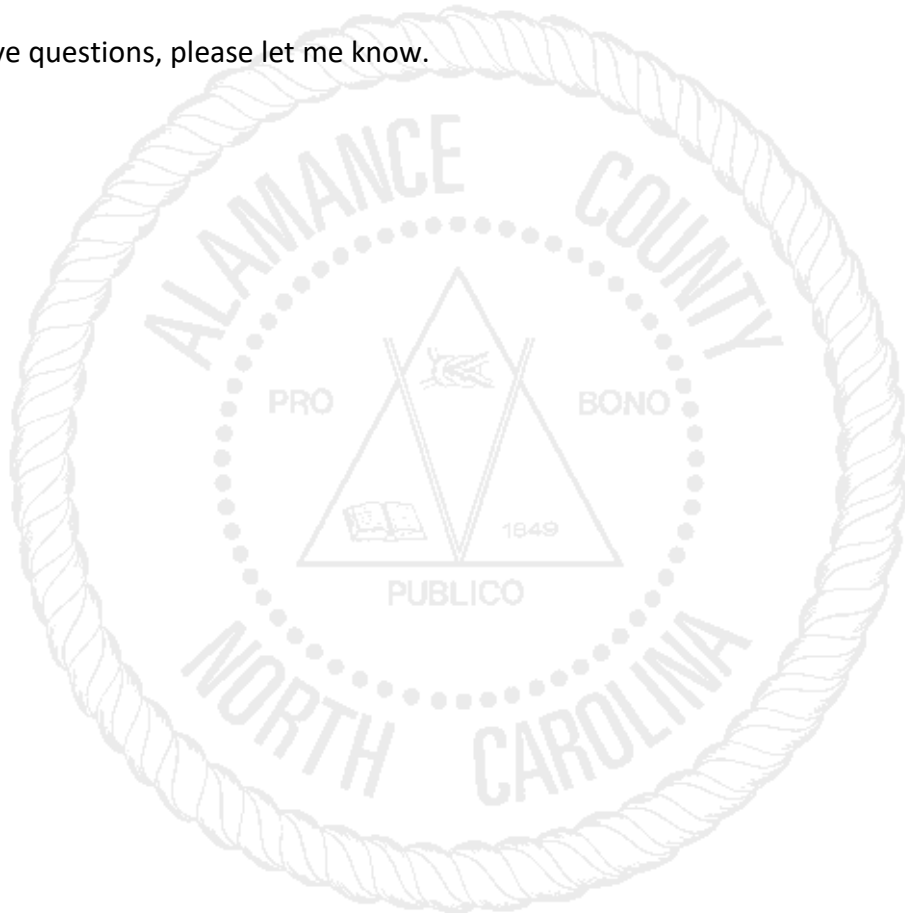 ve questions, please let me know.
ALAMANCE COUNTY
PRO BONO
1849
PUBLICO
NORTH CAROLINA